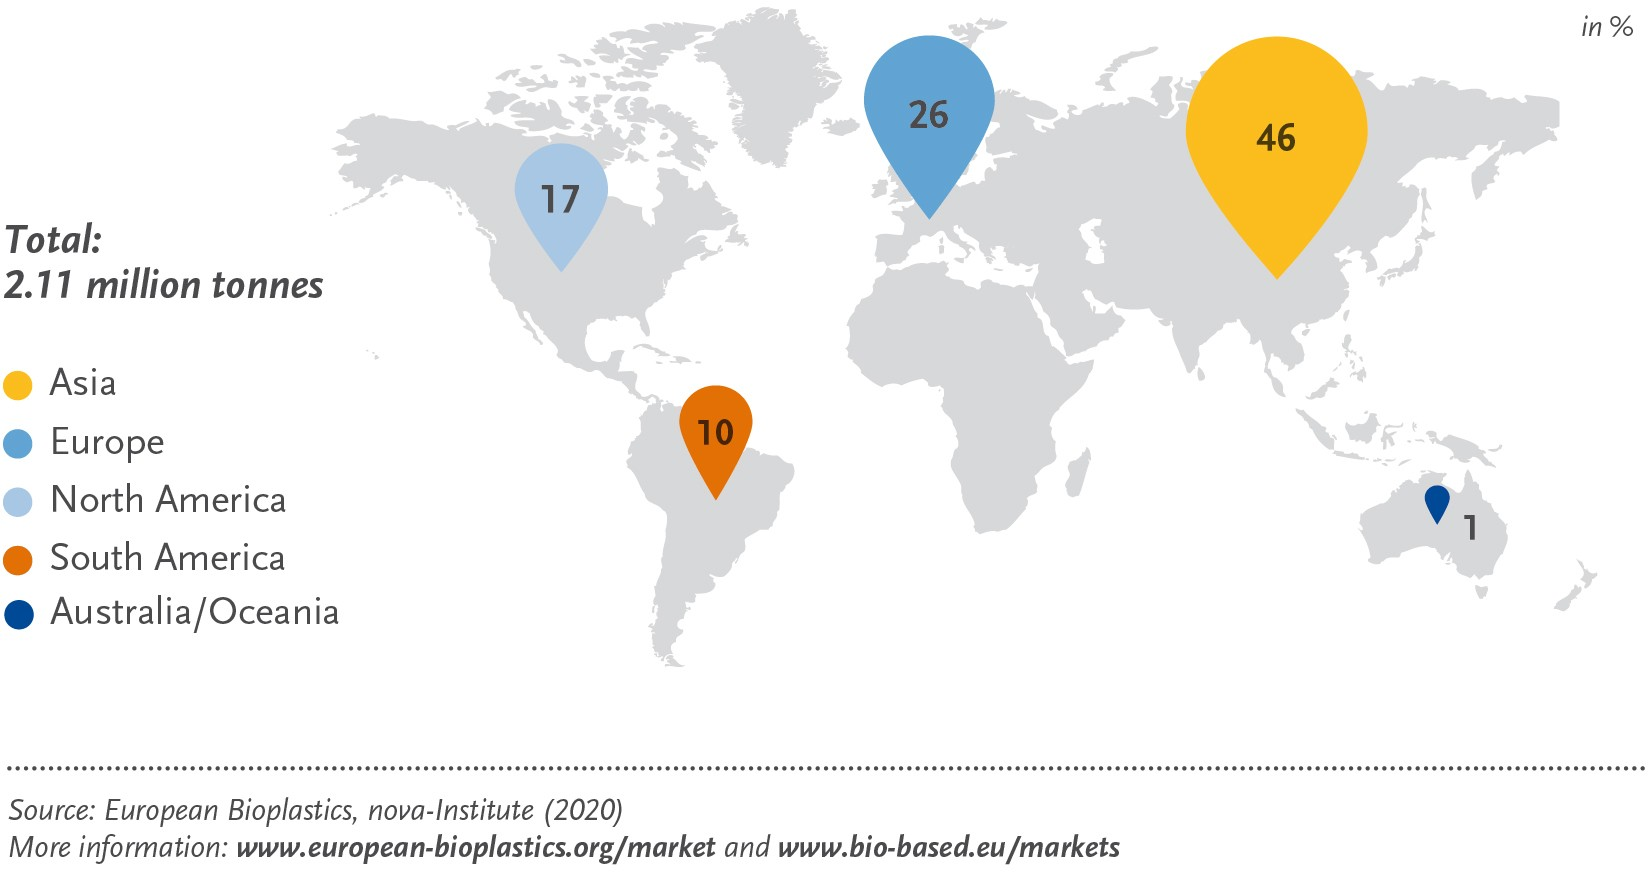 in %
26
46
17
Total:
2.11 million tonnes
Asia
10
Europe
North America
1
South America
Australia/Oceania
Source: European Bioplastics, nova-Institute (2020)
More information: www.european-bioplastics.org/market and www.bio-based.eu/markets